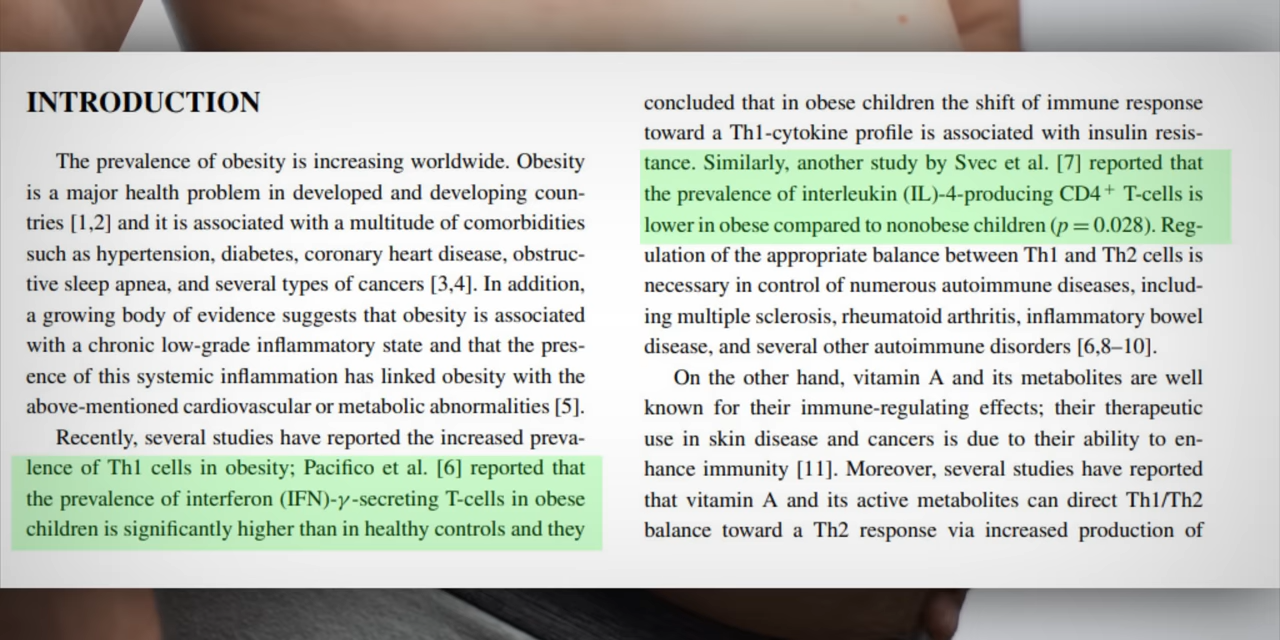 INTRODUCTION
The prevalence of obesity is increasing worldwide. Obesity
is a major health problem in developed and developing coun-
tries [1,2] and it is associated with a multitude of comorbidities
such as hypertension, diabetes, coronary heart disease, obstruc-
tive sleep apnea, and several types of cancers [3,4]. In addition,
a growing body of evidence suggests that obesity is associated
with a chronic low-grade inflammatory state and that the pres-
ence of this systemic inflammation has linked obesity with the
above-mentioned cardiovascular or metabolic abnormalities [5].
Recently, several studies have reported the increased preva-
lence of Th1 cells in obesity; Pacifico et al. [6] reported that
the prevalence of interferon (IFN)-γ-secreting T-cells in obese
children is significantly higher than in healthy controls and they
concluded that in obese children the shift of immune response
toward a Th1-cytokine profile is associated with insulin resis-
tance. Similarly, another study by Svec et al. [7] reported that
the prevalence of interleukin (IL)-4-producing CD4⁺ T-cells is
lower in obese compared to nonobese children (p = 0.028). Reg-
ulation of the appropriate balance between Th1 and Th2 cells is
necessary in control of numerous autoimmune diseases, includ-
ing multiple sclerosis, rheumatoid arthritis, inflammatory bowel
disease, and several other autoimmune disorders [6,8–10].
On the other hand, vitamin A and its metabolites are well
known for their immune-regulating effects; their therapeutic
use in skin disease and cancers is due to their ability to en-
hance immunity [11]. Moreover, several studies have reported
that vitamin A and its active metabolites can direct Th1/Th2
balance toward a Th2 response via increased production of